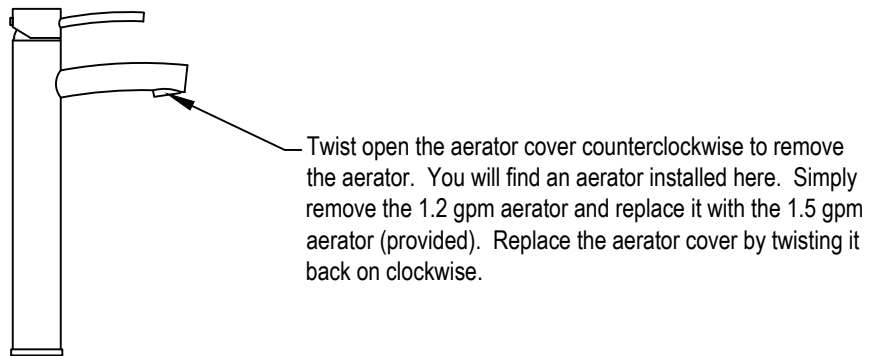 Twist open the aerator cover counterclockwise to remove
the aerator.  You will find an aerator installed here.  Simply
remove the 1.2 gpm aerator and replace it with the 1.5 gpm
aerator (provided).  Replace the aerator cover by twisting it
back on clockwise.